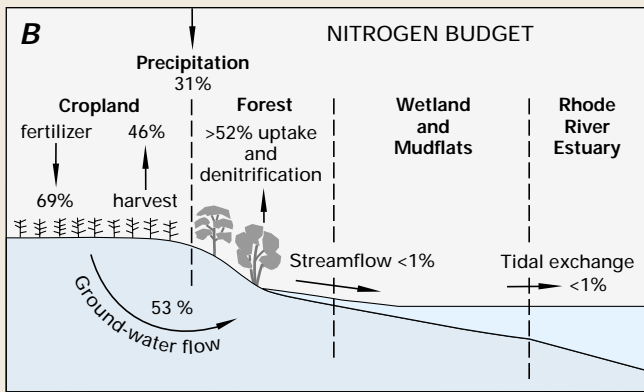 B
NITROGEN BUDGET
Precipitation
31%
Cropland
fertilizer
69%
46%
harvest
Forest
>52% uptake
and
denitrification
Wetland
and
Mudflats
Rhode
River
Estuary
Streamflow <1%
Tidal exchange
<1%
53 %
Ground-water flow